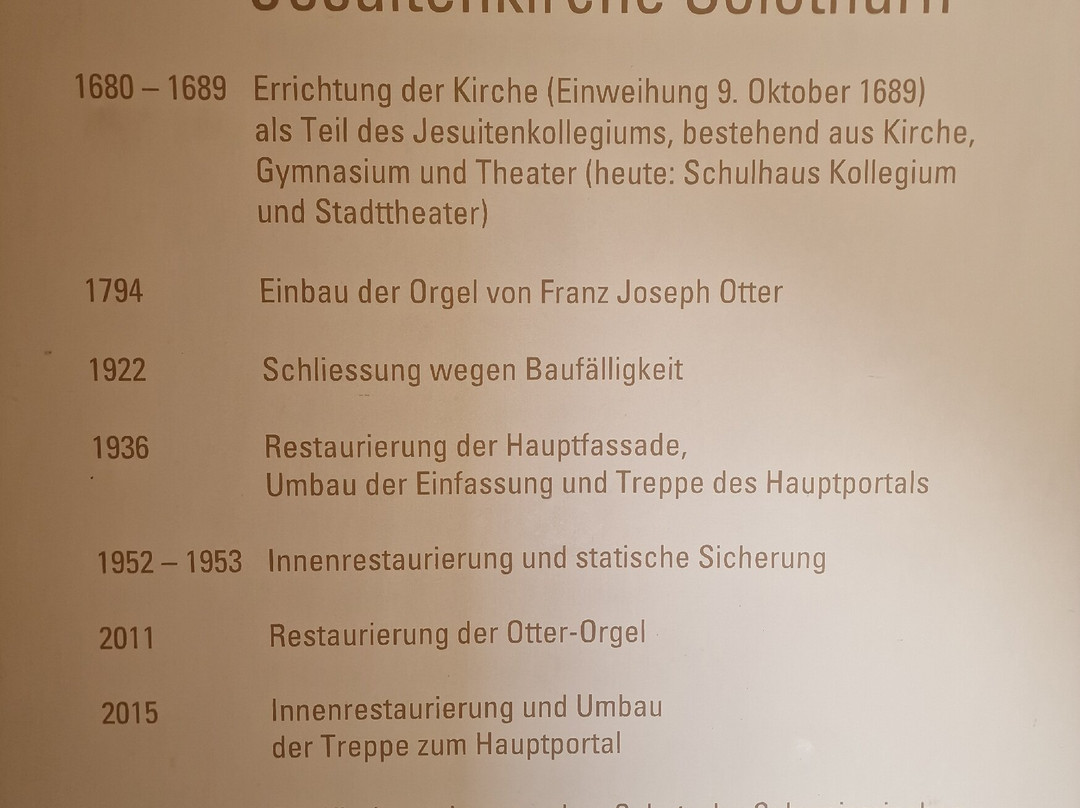 Jesuitenkirche Solothurn
1680 – 1689 Errichtung der Kirche (Einweihung 9. Oktober 1689)
als Teil des Jesuitenkollegiums, bestehend aus Kirche,
Gymnasium und Theater (heute: Schulhaus Kollegium
und Stadttheater)
1794 Einbau der Orgel von Franz Joseph Otter
1922 Schliessung wegen Baufälligkeit
1936 Restaurierung der Hauptfassade,
Umbau der Einfassung und Treppe des Hauptportals
1952 – 1953 Innenrestaurierung und statische Sicherung
2011 Restaurierung der Otter-Orgel
2015 Innenrestaurierung und Umbau
der Treppe zum Hauptportal